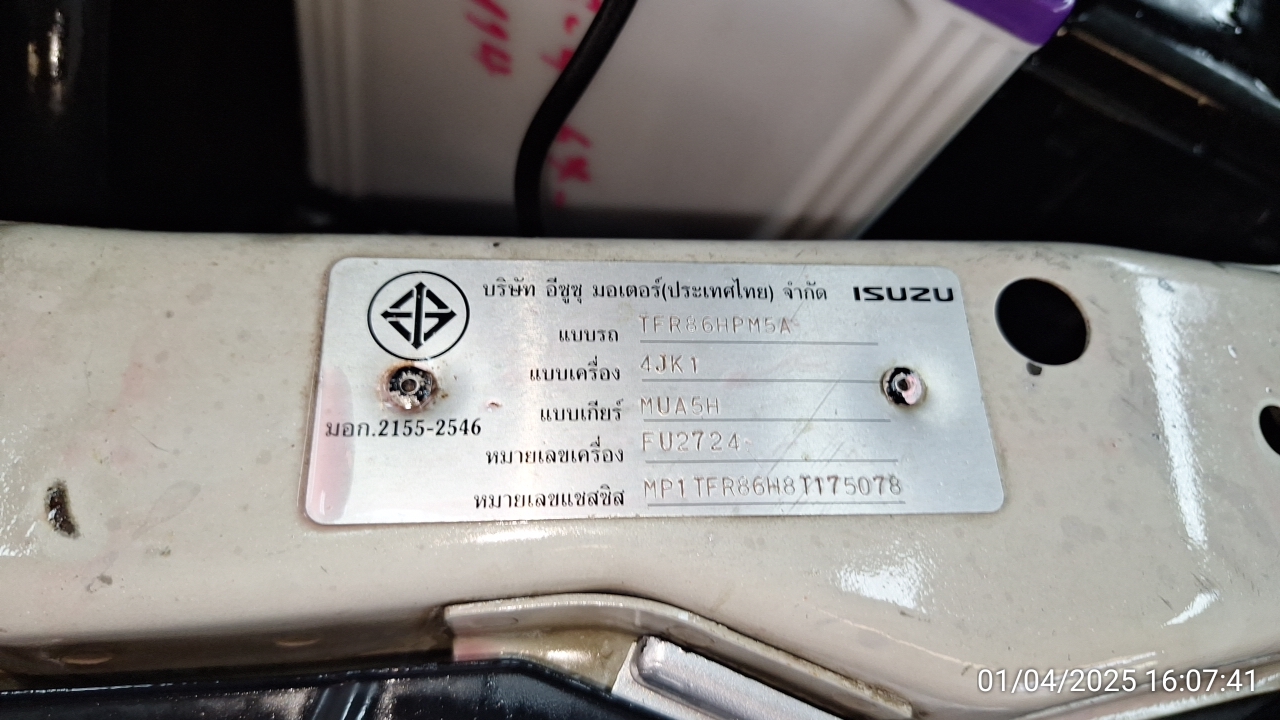 บริษัท อีซูซุ มอเตอร์(ประเทศไทย) จำกัด ISUZU
แบบรถ TFR86HPM5A
แบบเครื่อง 4JK1
แบบเกียร์ MUA5H
มอก.2155-2546
หมายเลขเครื่อง FU2724
หมายเลขแชสซิส MP1TFR86H8T175078
01/04/2025 16:07:41